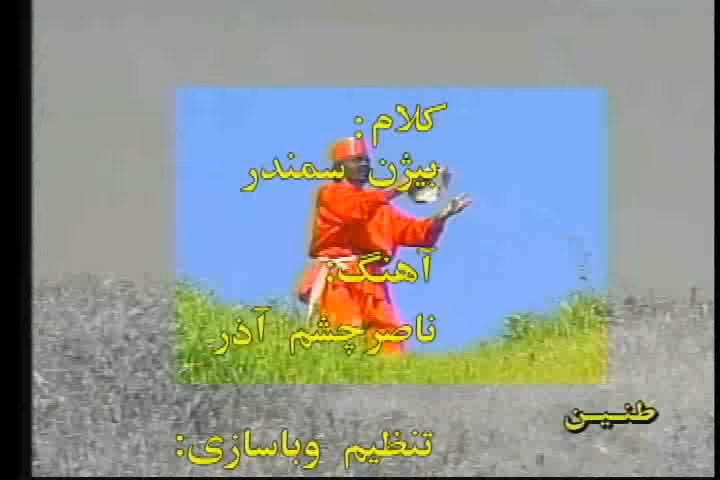 کلام:
بیژن سمندر
آهنگ:
ناصرچشم آذر
طنین
تنظیم وباسازی: